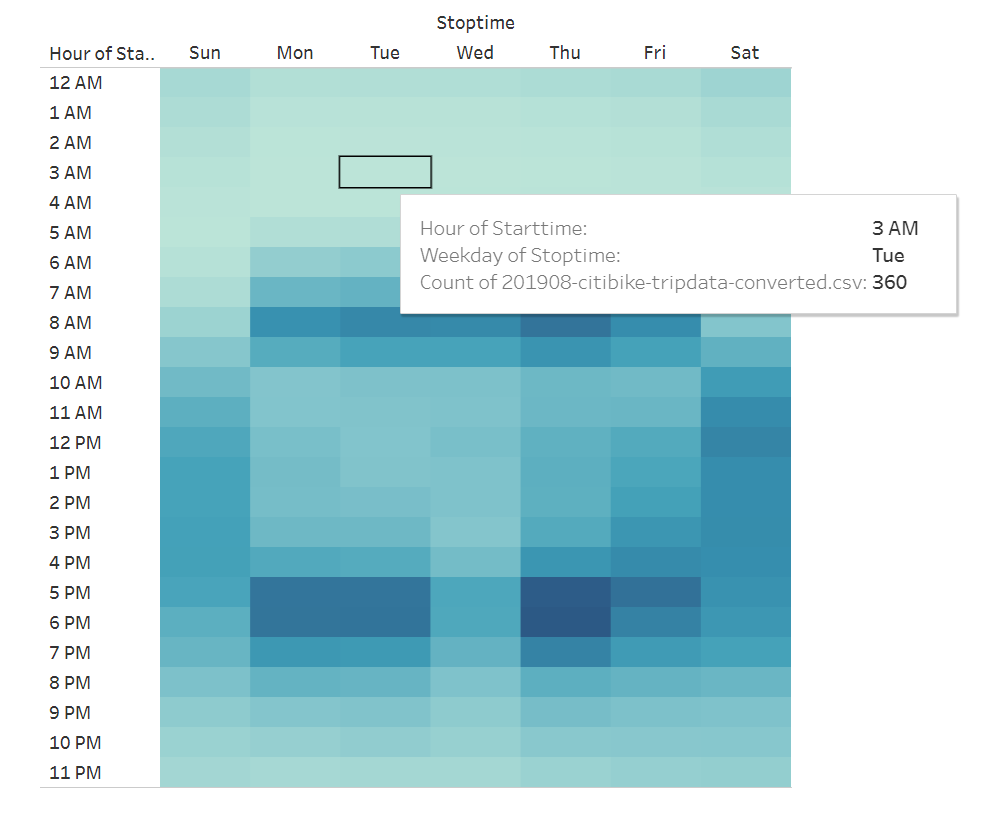 Stoptime
Hour of Sta.. Sun Mon Tue Wed Thu Fri Sat
12 AM
1 AM
2 AM
3 AM
4 AM
5 AM
Hour of Starttime: 3 AM
Weekday of Stoptime: Tue
Count of 201908-citibike-tripdata-converted.csv: 360
6 AM
7 AM
8 AM
9 AM
10 AM
11 AM
12 PM
1 PM
2 PM
3 PM
4 PM
5 PM
6 PM
7 PM
8 PM
9 PM
10 PM
11 PM